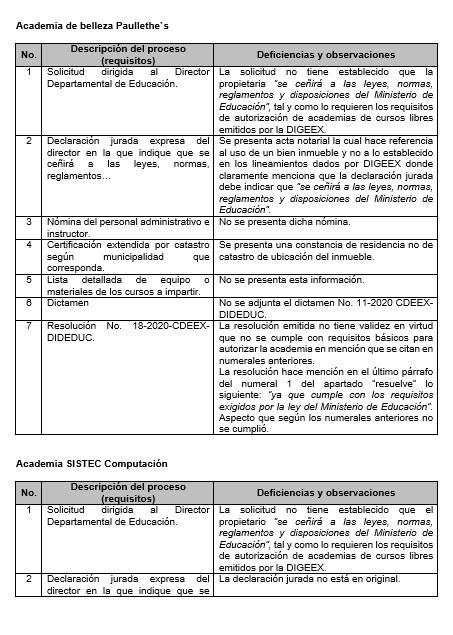 Academia de belleza Paullethe`s
No.
Descripción del proceso
(requisitos)
Deficiencias y observaciones
1
Solicitud dirigida al Director
Departamental de Educación.
La solicitud no tiene establecido que la
propietaria “se ceñirá a las leyes, normas,
reglamentos y disposiciones del Ministerio de
Educación”, tal y como lo requieren los requisitos
de autorización de academias de cursos libres
emitidos por la DIGEEX.
2
Declaración jurada expresa del
director en la que indique que se
ceñirá a las leyes, normas,
reglamentos…
Se presenta acta notarial la cual hace referencia
al uso de un bien inmueble y no a lo establecido
en los lineamientos dados por DIGEEX donde
claramente menciona que la declaración jurada
debe indicar que “se ceñirá a las leyes, normas,
reglamentos y disposiciones del Ministerio de
Educación”.
3
Nómina del personal administrativo e
instructor.
No se presenta dicha nómina.
4
Certificación extendida por catastro
según municipalidad que
corresponda.
Se presenta una constancia de residencia no de
catastro de ubicación del inmueble.
5
Lista detallada de equipo o
materiales de los cursos a impartir.
No se presenta esta información.
6
Dictamen
No se adjunta el dictamen No. 11-2020 CDEEX-
DIGEEX.
7
Resolución No. 18-2020-CDEEX-
DIDEDUC.
La resolución emitida no tiene validez en virtud
que no se cumple con requisitos básicos para
autorizar la academia en mención que se citan en
numerales anteriores.
La resolución hace mención en el último párrafo
del numeral 1 del apartado “resuelve” lo
siguiente: “ya que cumple con los requisitos
exigidos por la ley del Ministerio de Educación”.
Aspecto que según los numerales anteriores no
se cumplió.
Academia SISTEC Computación
No.
Descripción del proceso
(requisitos)
Deficiencias y observaciones
1
Solicitud dirigida al Director
Departamental de Educación.
La solicitud no tiene establecido que el
propietario “se ceñirá a las leyes, normas,
reglamentos y disposiciones del Ministerio de
Educación”, tal y como lo requieren los requisitos
de autorización de academias de cursos libres
emitidos por la DIGEEX.
2
Declaración jurada expresa del
director en la que indique que se
La declaración jurada no está en original.